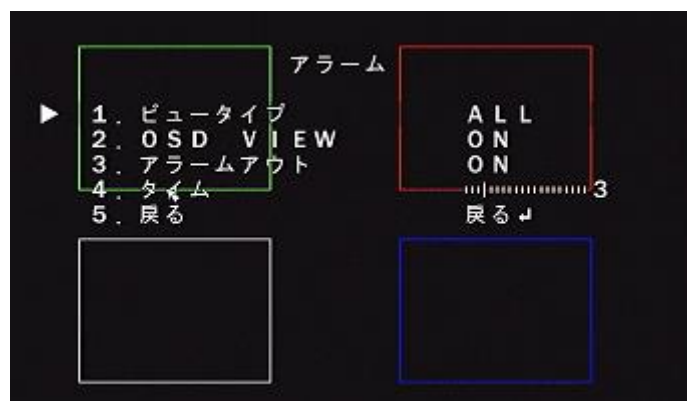 アラーム
▶ 1. ビュータイプ ALL
2. OSD VIEW ON
3. アラームアウト ON
4. タイム 3
5. 戻る 戻る↲